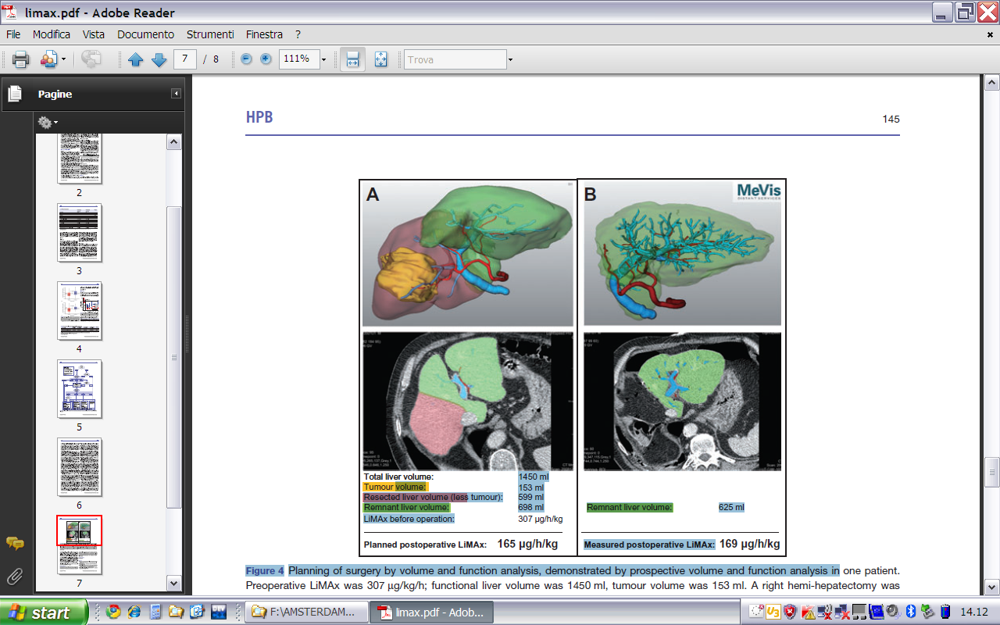 limax.pdf - Adobe Reader
File Modifica Vista Documento Strumenti Finestra ?
7 / 8 111% Trova
Pagine
2
3
4
5
6
7
HPB
145
A
B
MeVis
DISTANT SERVICES
Total liver volume: 1450 ml
Tumour volume: 153 ml
Resected liver volume (less tumour): 599 ml
Remnant liver volume: 698 ml
LiMAx before operation: 307 µg/h/kg
Planned postoperative LiMAx: 165 µg/h/kg
Remnant liver volume: 625 ml
Measured postoperative LiMAx: 169 µg/h/kg
Figure 4 Planning of surgery by volume and function analysis, demonstrated by prospective volume and function analysis in one patient.
Preoperative LiMAx was 307 µg/kg/h; functional liver volume was 1450 ml, tumour volume was 153 ml. A right hemi-hepatectomy was
start
F:\AMSTERDAM...
limax.pdf - Adob...
14.12